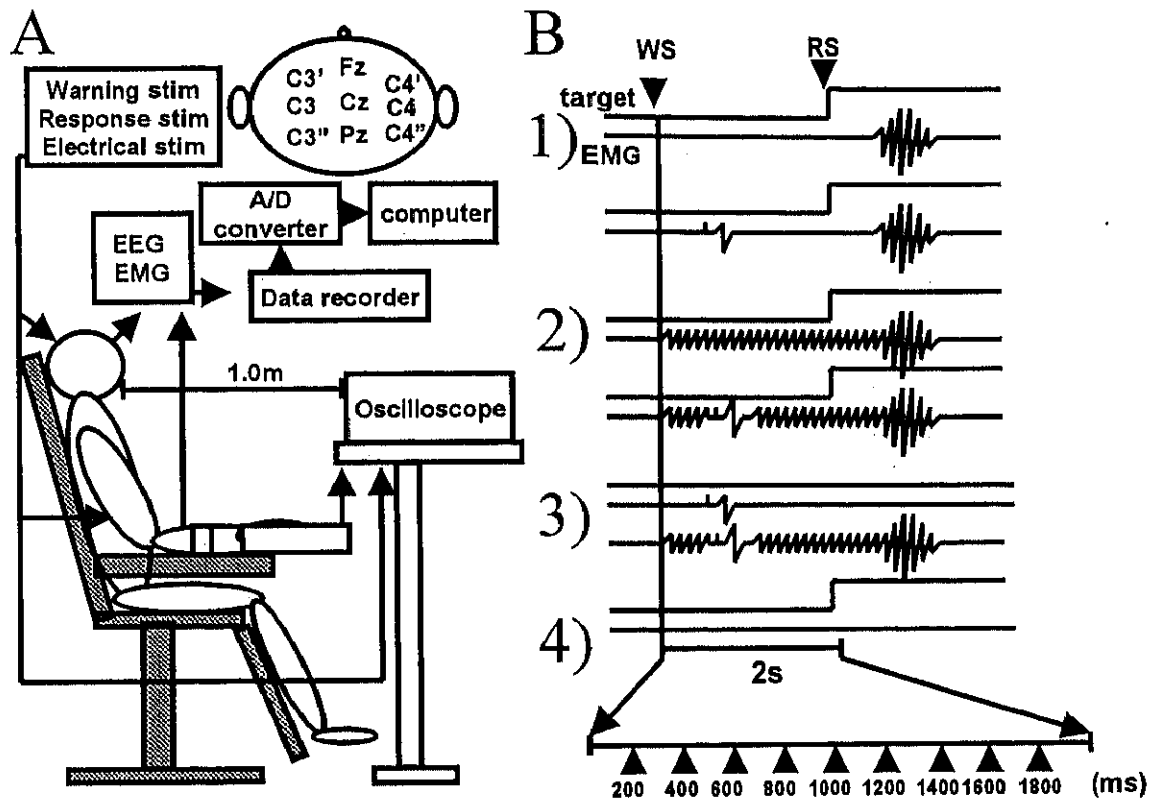 A
Warning stim
Response stim
Electrical stim
C3' Fz C4'
C3 Cz C4
C3" Pz C4"
A/D
converter
computer
EEG
EMG
Data recorder
1.0m
Oscilloscope
B
WS RS
target
1)
EMG
2)
3)
4)
2s
200 400 600 800 1000 1200 1400 1600 1800 (ms)